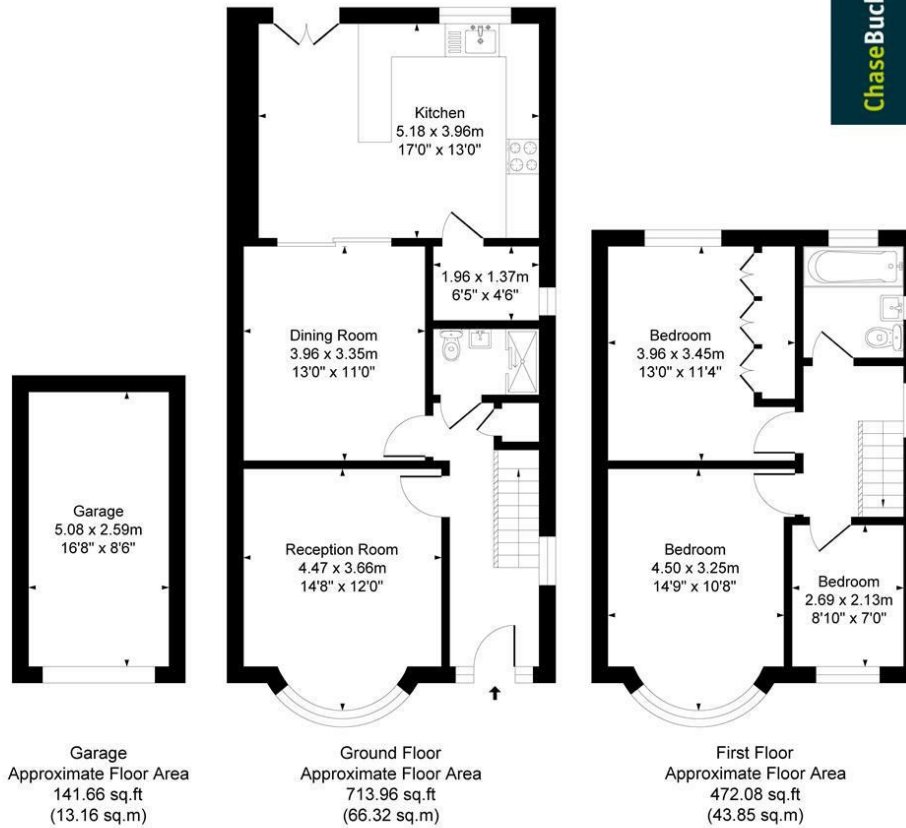 ChaseBuc
Kitchen
5.18 x 3.96m
17'0" x 13'0"
1.96 x 1.37m
6'5" x 4'6"
Dining Room
3.96 x 3.35m
13'0" x 11'0"
Bedroom
3.96 x 3.45m
13'0" x 11'4"
Garage
5.08 x 2.59m
16'8" x 8'6"
Reception Room
4.47 x 3.66m
14'8" x 12'0"
Bedroom
4.50 x 3.25m
14'9" x 10'8"
Bedroom
2.69 x 2.13m
8'10" x 7'0"
Garage
Approximate Floor Area
141.66 sq.ft
(13.16 sq.m)
Ground Floor
Approximate Floor Area
713.96 sq.ft
(66.32 sq.m)
First Floor
Approximate Floor Area
472.08 sq.ft
(43.85 sq.m)